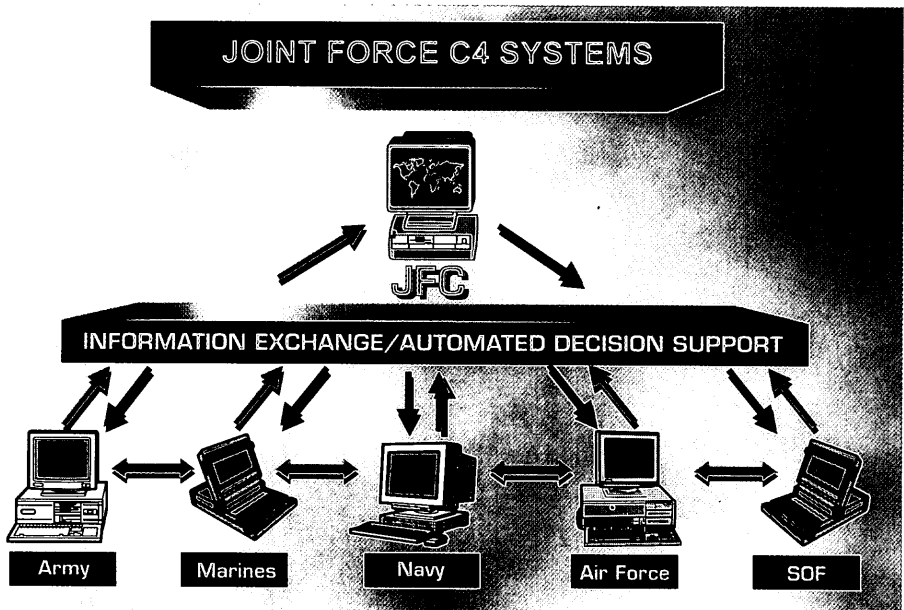 JOINT FORCE C4 SYSTEMS
JFC
INFORMATION EXCHANGE/AUTOMATED DECISION SUPPORT
Army
Marines
Navy
Air Force
SOF